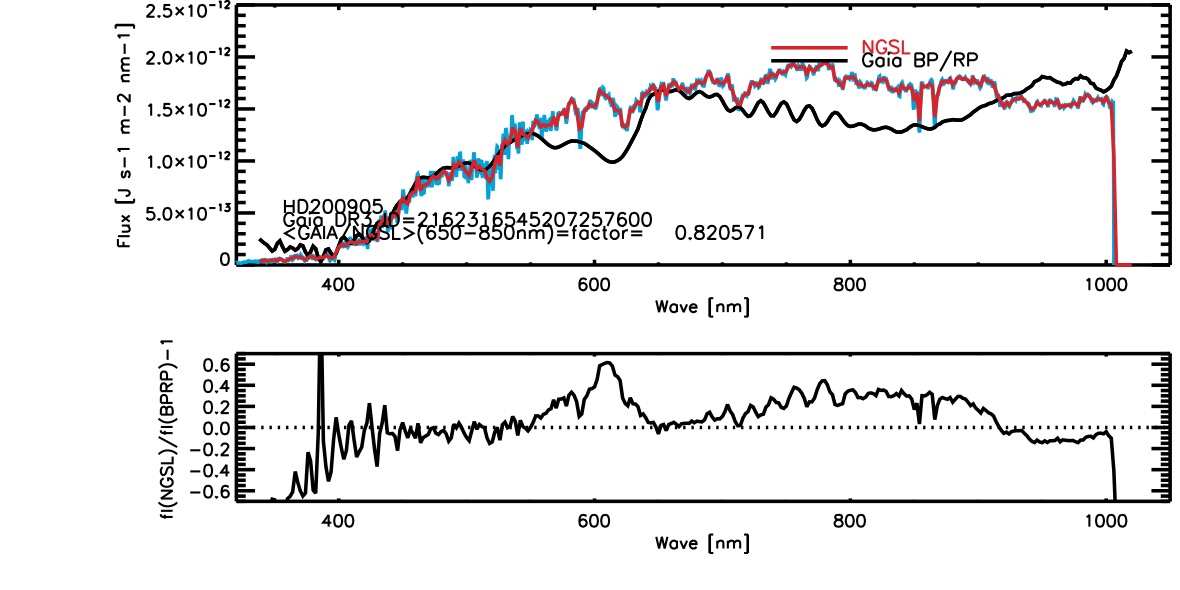 2.5×10−12
2.0×10−12
1.5×10−12
1.0×10−12
5.0×10−13
0
Flux [J s−1 m−2 nm−1]
NGSL
Gaia BP/RP
HD200905
Gaia DR3 ID=2162316545207257600
<GAIA/NGSL>(650−850nm)=factor= 0.820571
400 600 800 1000
Wave [nm]
fl(NGSL)/fl(BPRP)−1
0.6
0.4
0.2
0.0
−0.2
−0.4
−0.6
400 600 800 1000
Wave [nm]